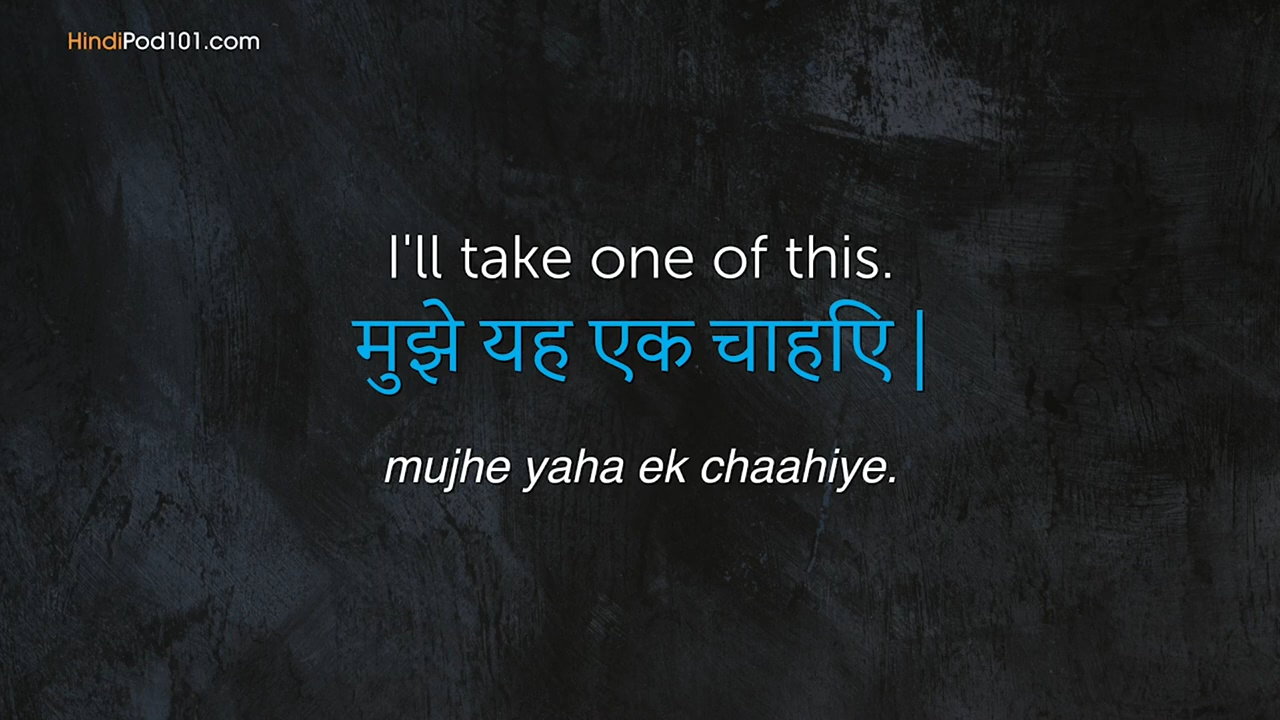 HindiPod101.com
I'll take one of this.
मुझे यह एक चाहिए |
mujhe yaha ek chaahiye.